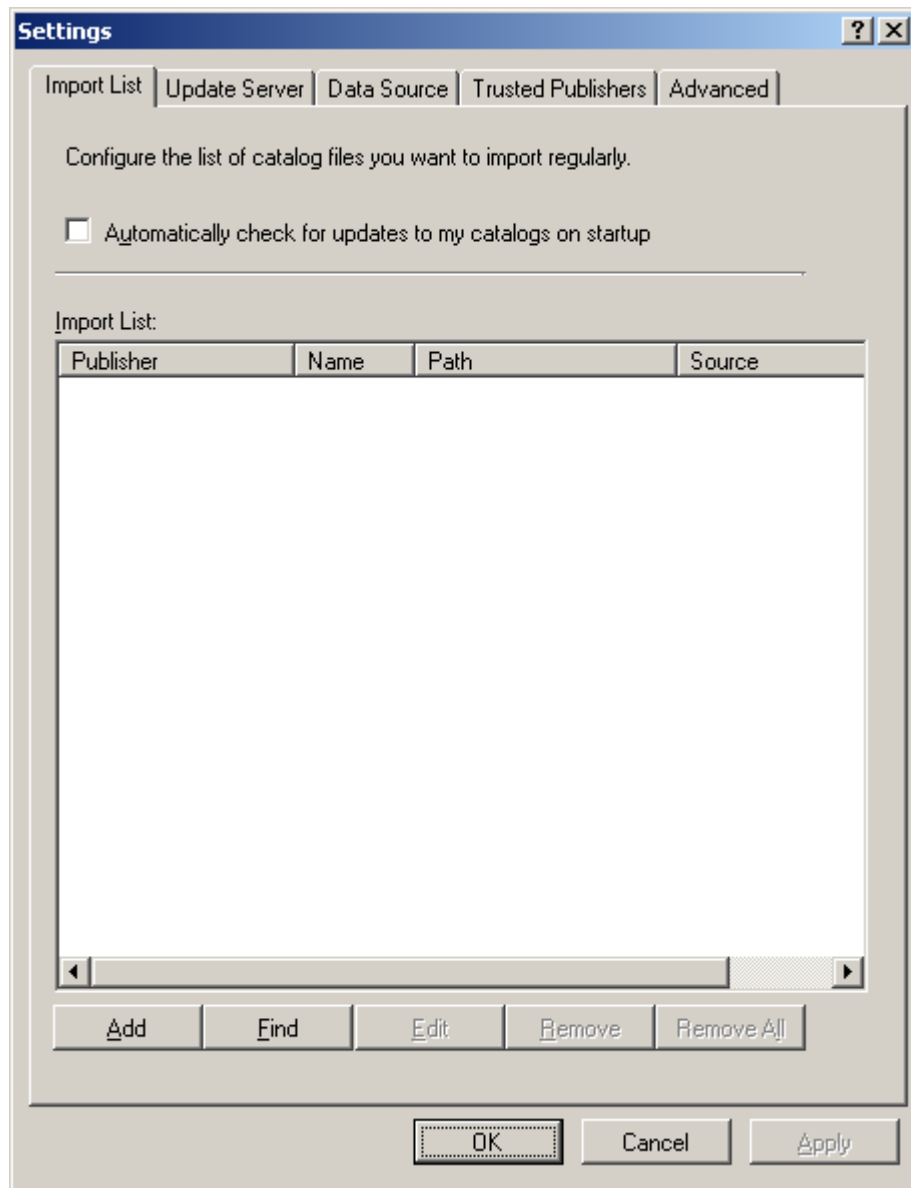 Settings
Import List Update Server Data Source Trusted Publishers Advanced
Configure the list of catalog files you want to import regularly.
Automatically check for updates to my catalogs on startup
Import List:
Publisher Name Path Source
Add Find Edit Remove Remove All
OK Cancel Apply